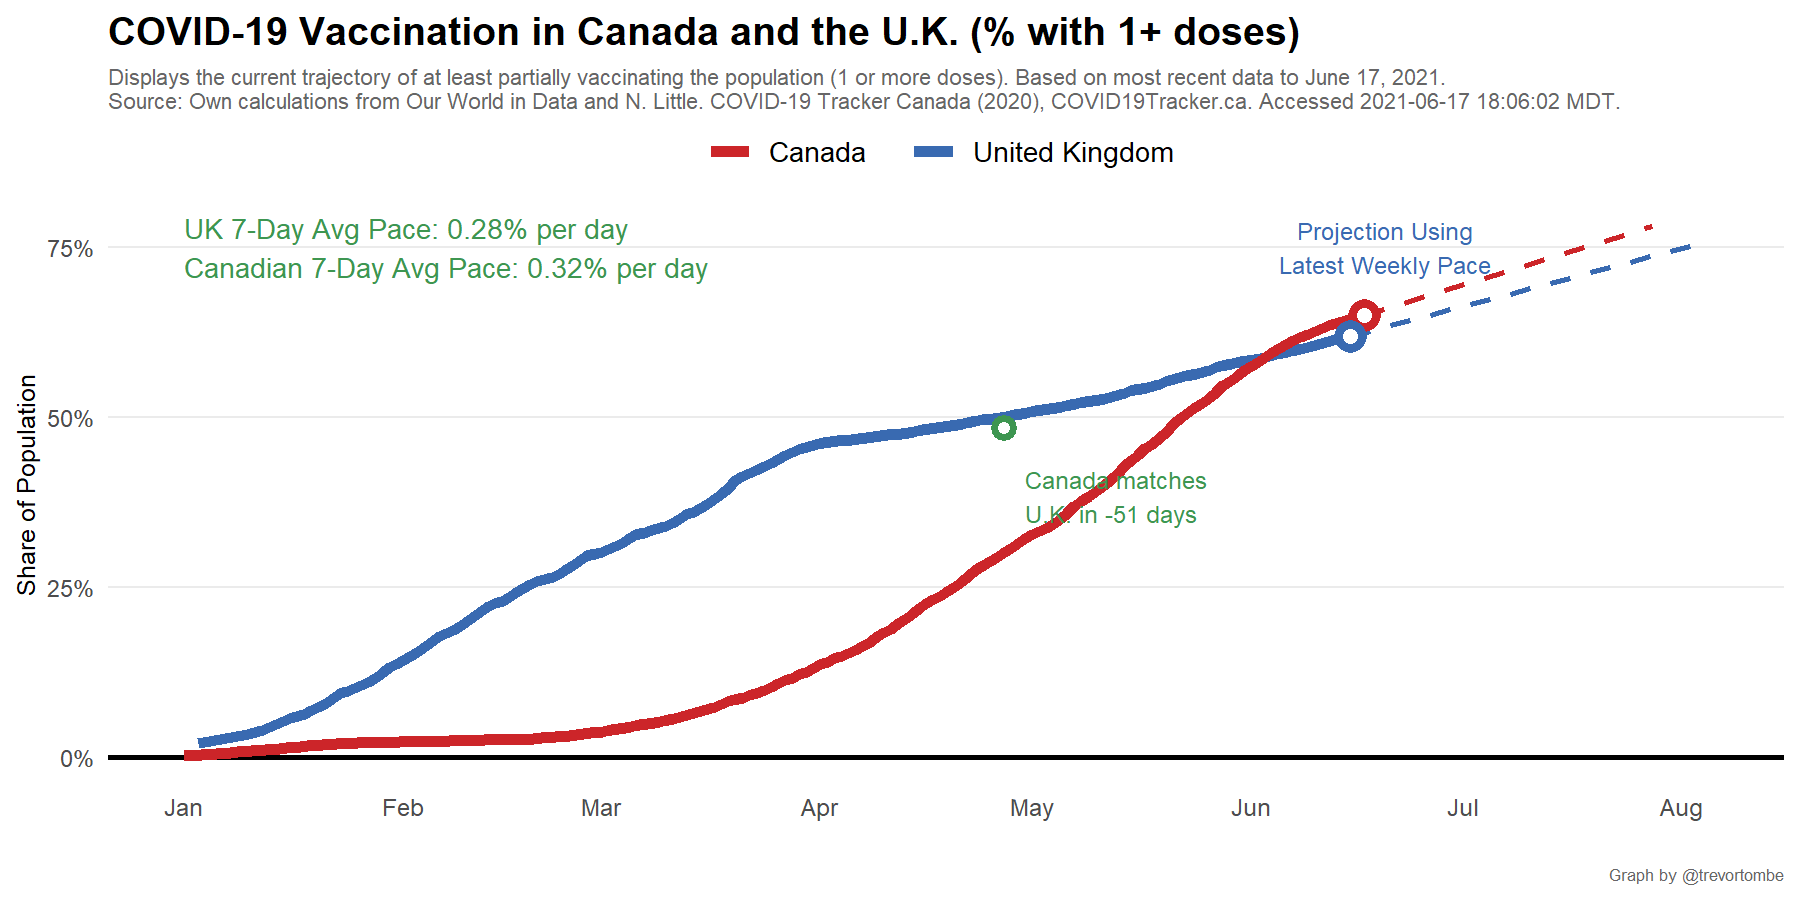 COVID-19 Vaccination in Canada and the U.K. (% with 1+ doses)
Displays the current trajectory of at least partially vaccinating the population (1 or more doses). Based on most recent data to June 17, 2021.
Source: Own calculations from Our World in Data and N. Little. COVID-19 Tracker Canada (2020), COVID19Tracker.ca. Accessed 2021-06-17 18:06:02 MDT.
Canada United Kingdom
UK 7-Day Avg Pace: 0.28% per day
Canadian 7-Day Avg Pace: 0.32% per day
Projection Using
Latest Weekly Pace
75%
50%
25%
0%
Share of Population
Canada matches
U.K. in -51 days
Jan Feb Mar Apr May Jun Jul Aug
Graph by @trevortombe